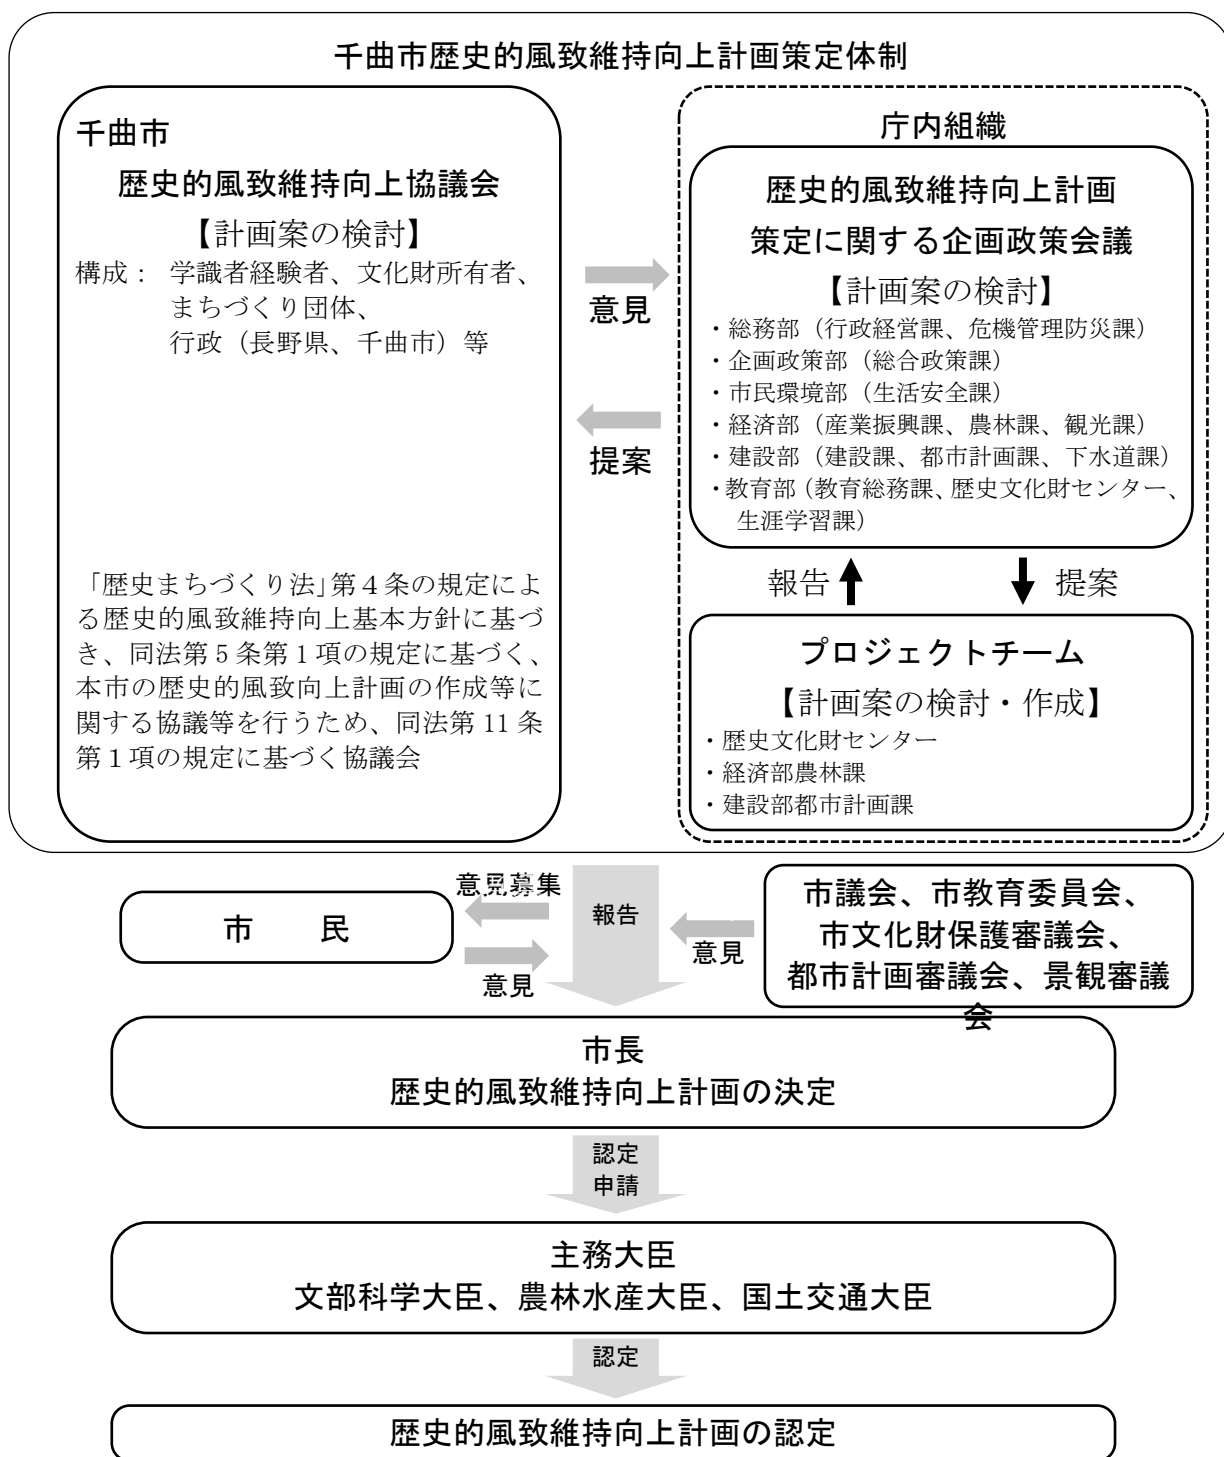 千曲市歴史的風致維持向上計画策定体制
千曲市
歴史的風致維持向上協議会
【計画案の検討】
構成： 学識者経験者、文化財所有者、
まちづくり団体、
行政（長野県、千曲市）等
「歴史まちづくり法」第４条の規定によ
る歴史的風致維持向上基本方針に基づ
き、同法第５条第１項の規定に基づく、
本市の歴史的風致向上計画の作成等に
関する協議等を行うため、同法第 11 条
第１項の規定に基づく協議会
意見
提案
庁内組織
歴史的風致維持向上計画
策定に関する企画政策会議
【計画案の検討】
・総務部（行政経営課、危機管理防災課）
・企画政策部（総合政策課）
・市民環境部（生活安全課）
・経済部（産業振興課、農林課、観光課）
・建設部（建設課、都市計画課、下水道課）
・教育部（教育総務課、歴史文化財センター、
生涯学習課）
報告
提案
プロジェクトチーム
【計画案の検討・作成】
・歴史文化財センター
・経済部農林課
・建設部都市計画課
市　　民
意見募集
意見
報告
意見
市議会、市教育委員会、
市文化財保護審議会、
都市計画審議会、景観審議
会
市長
歴史的風致維持向上計画の決定
認定
申請
主務大臣
文部科学大臣、農林水産大臣、国土交通大臣
認定
歴史的風致維持向上計画の認定